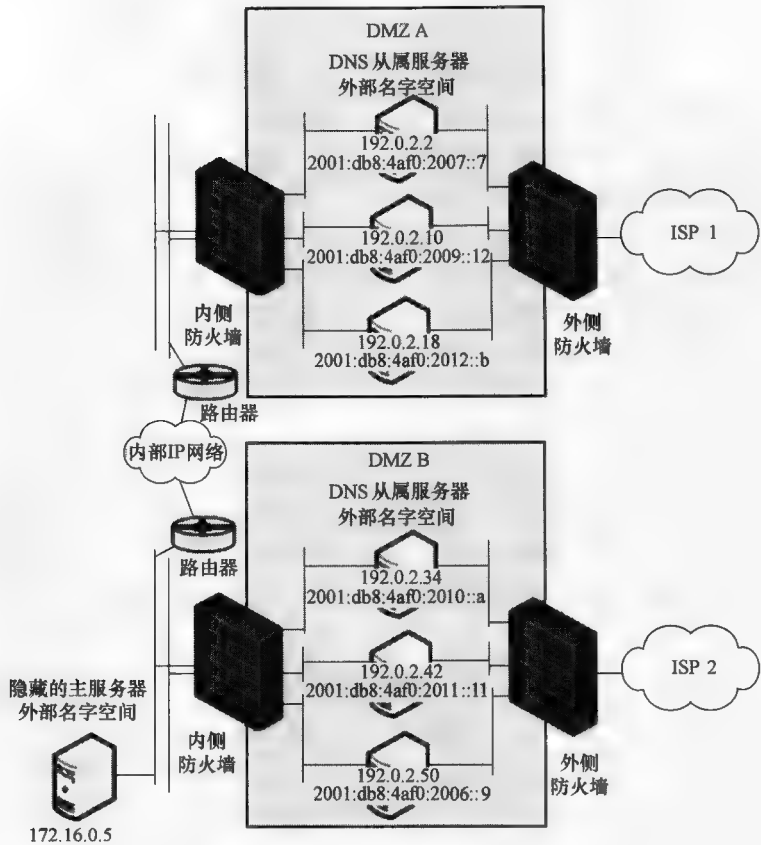 DMZ A
DNS 从属服务器
外部名字空间
192.0.2.2
2001:db8:4af0:2007::7
192.0.2.10
2001:db8:4af0:2009::12
192.0.2.18
2001:db8:4af0:2012::b
内侧
防火墙
外侧
防火墙
ISP 1
路由器
内部IP网络
路由器
DMZ B
DNS 从属服务器
外部名字空间
192.0.2.34
2001:db8:4af0:2010::a
192.0.2.42
2001:db8:4af0:2011::11
192.0.2.50
2001:db8:4af0:2006::9
内侧
防火墙
外侧
防火墙
ISP 2
隐藏的主服务器
外部名字空间
172.16.0.5